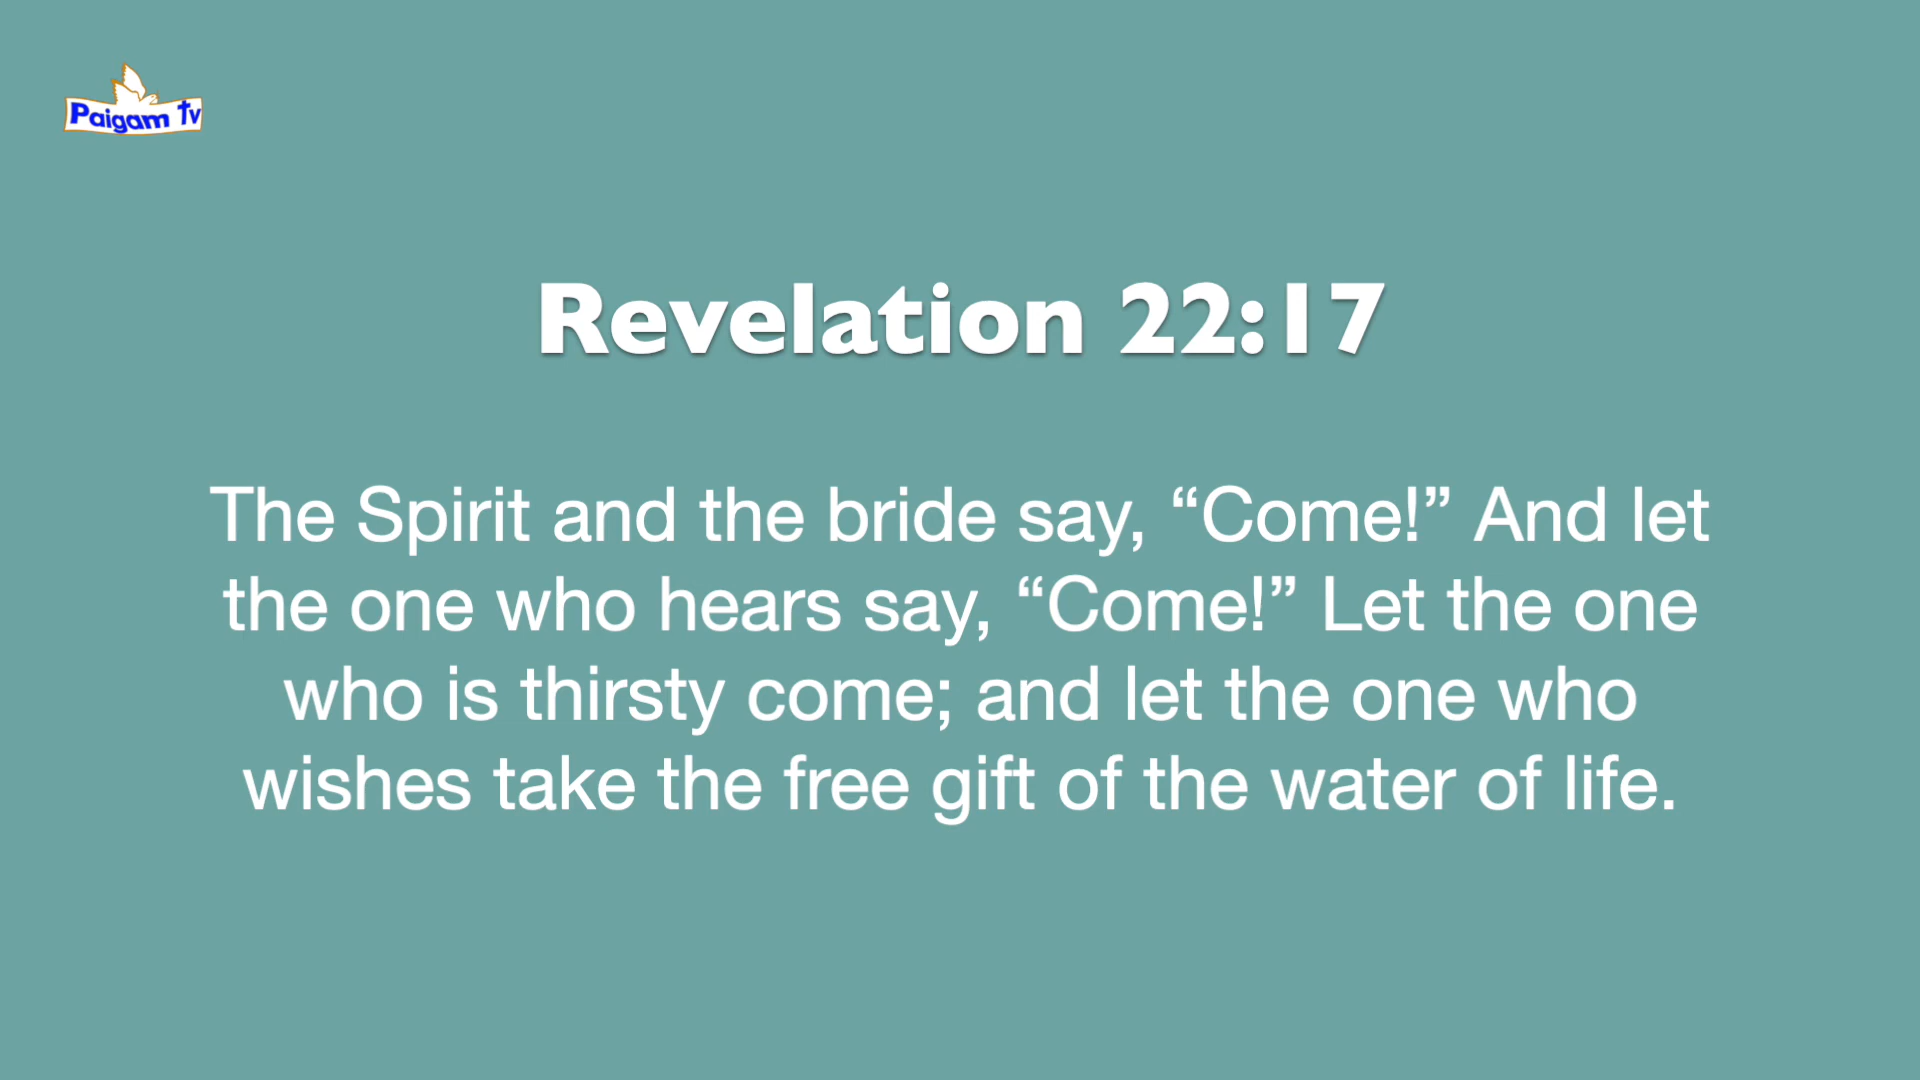 Paigam Tv
Revelation 22:17
The Spirit and the bride say, “Come!” And let
the one who hears say, “Come!” Let the one
who is thirsty come; and let the one who
wishes take the free gift of the water of life.